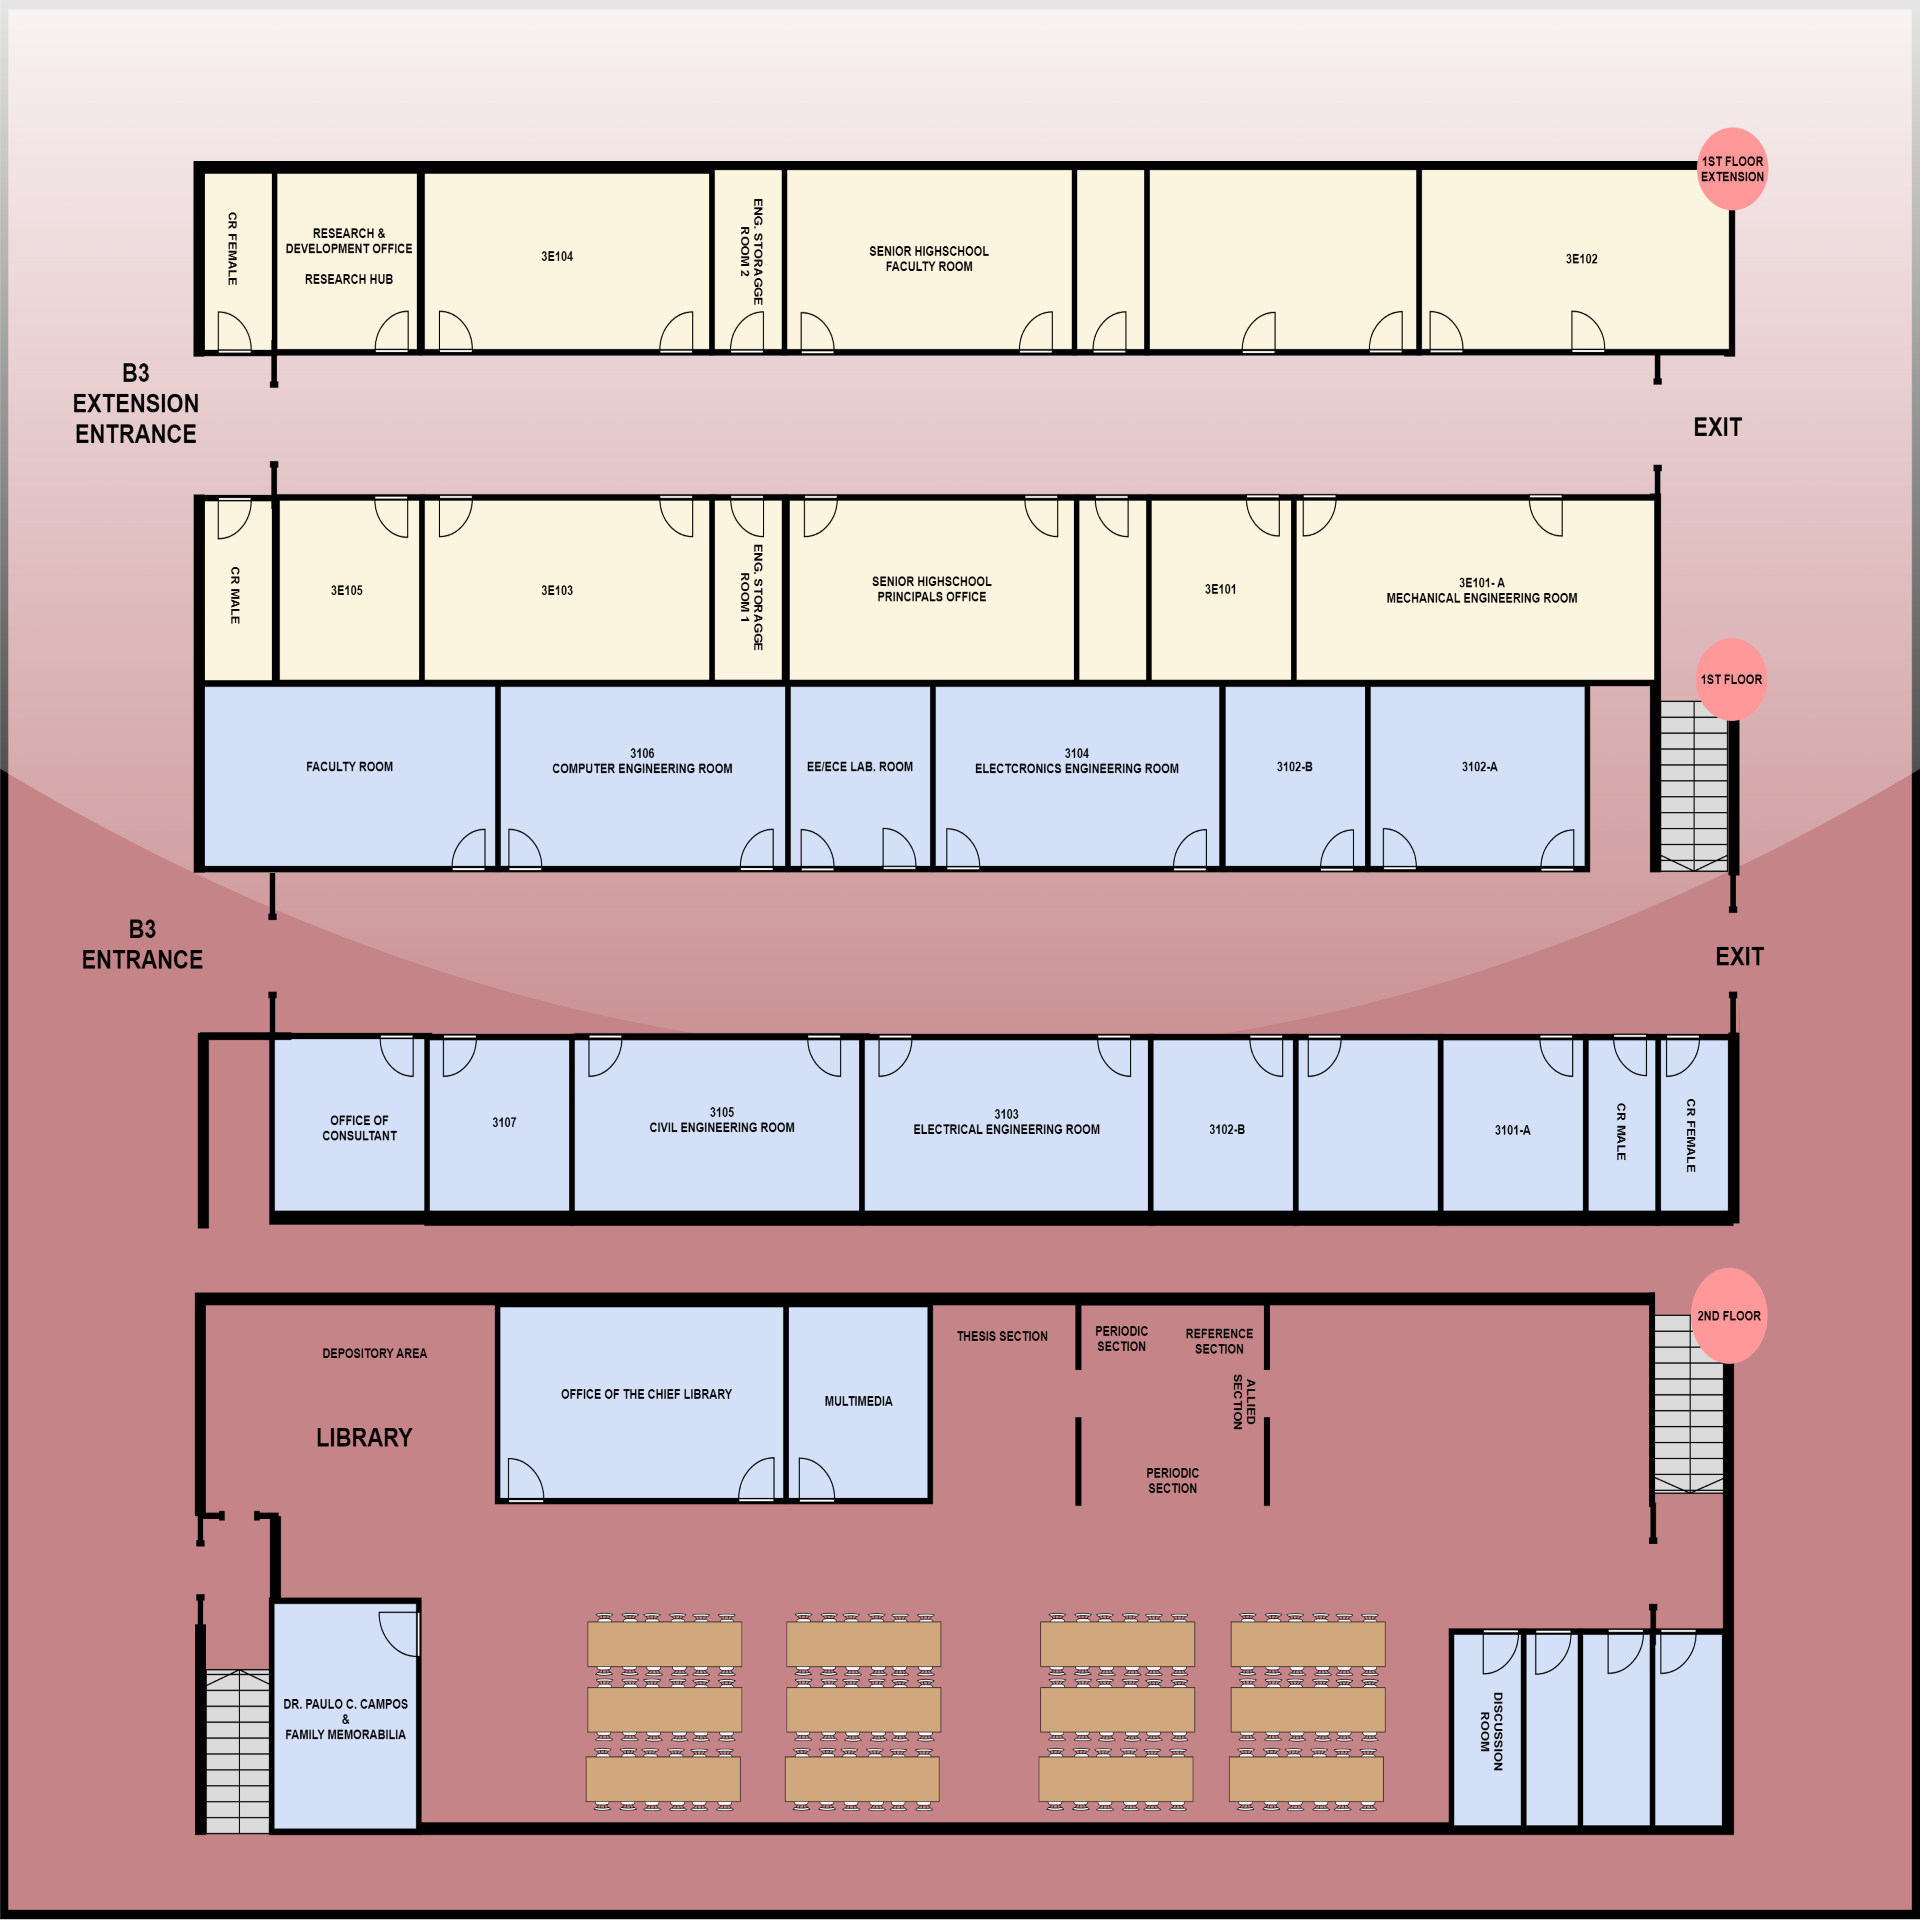 1ST FLOOR
EXTENSION
CR FEMALE
RESEARCH &
DEVELOPMENT OFFICE
RESEARCH HUB
3E104
ENG. STORAGGE
ROOM 2
SENIOR HIGHSCHOOL
FACULTY ROOM
3E102
B3
EXTENSION
ENTRANCE
EXIT
CR MALE
3E105
3E103
ENG. STORAGGE
ROOM 1
SENIOR HIGHSCHOOL
PRINCIPALS OFFICE
3E101
3E101- A
MECHANICAL ENGINEERING ROOM
1ST FLOOR
FACULTY ROOM
3106
COMPUTER ENGINEERING ROOM
EE/ECE LAB. ROOM
3104
ELECTCRONICS ENGINEERING ROOM
3102-B
3102-A
B3
ENTRANCE
EXIT
OFFICE OF
CONSULTANT
3107
3105
CIVIL ENGINEERING ROOM
3103
ELECTRICAL ENGINEERING ROOM
3102-B
3101-A
CR MALE
CR FEMALE
2ND FLOOR
DEPOSITORY AREA
LIBRARY
OFFICE OF THE CHIEF LIBRARY
MULTIMEDIA
THESIS SECTION
PERIODIC
SECTION
REFERENCE
SECTION
ALLIED
SECTION
PERIODIC
SECTION
DR. PAULO C. CAMPOS
&
FAMILY MEMORABILIA
DISCUSSION
ROOM